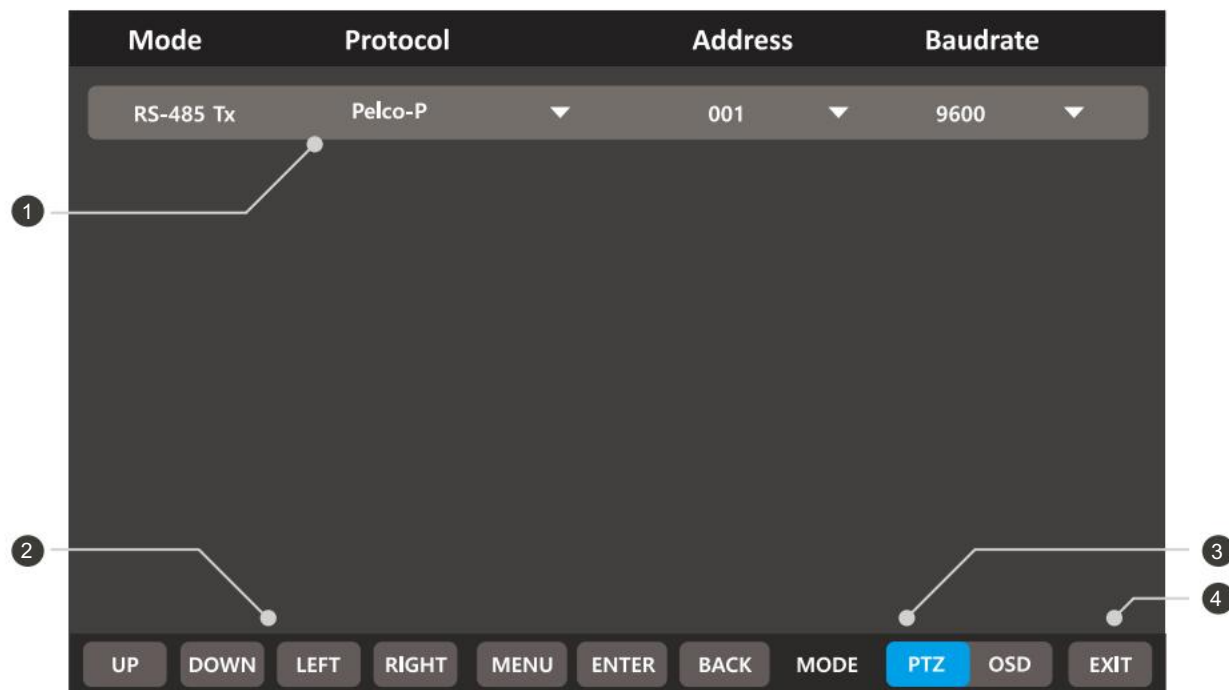 Mode Protocol Address Baudrate
RS-485 Tx Pelco-P 001 9600
1
2
3
4
UP DOWN LEFT RIGHT MENU ENTER BACK MODE PTZ OSD EXIT